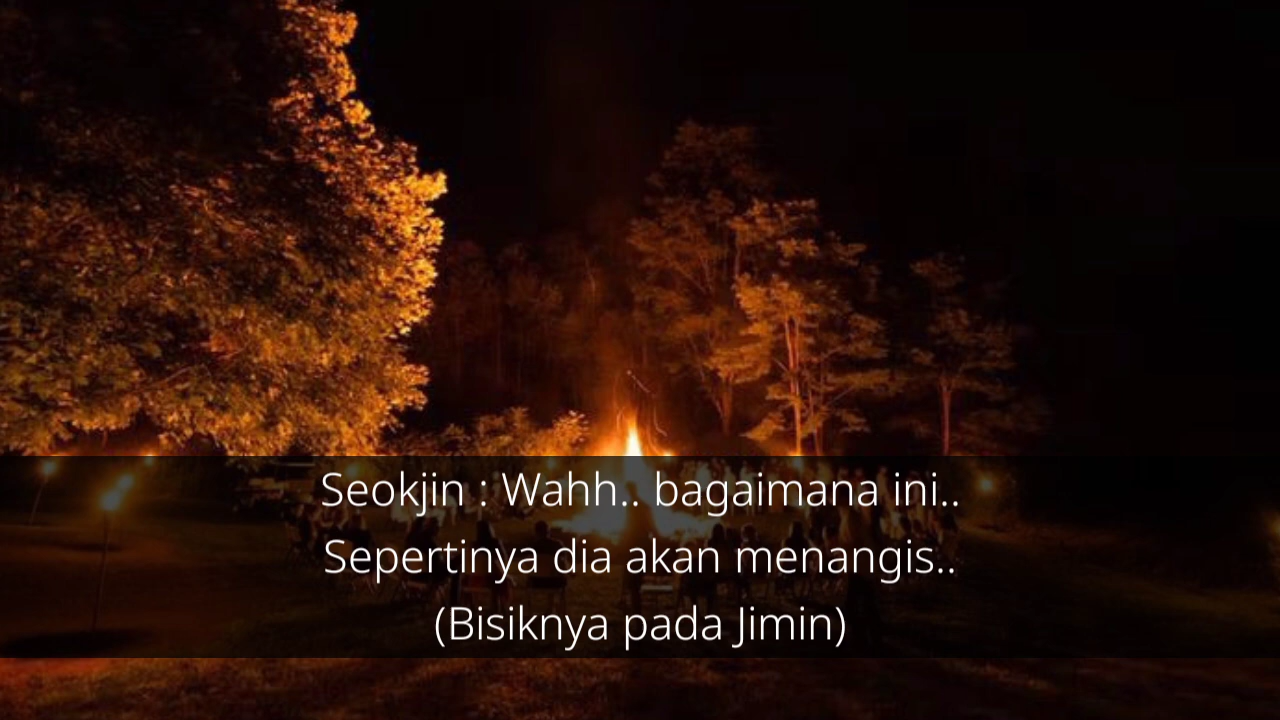 Seokjin : Wahh.. bagaimana ini..
Sepertinya dia akan menangis..
(Bisiknya pada Jimin)